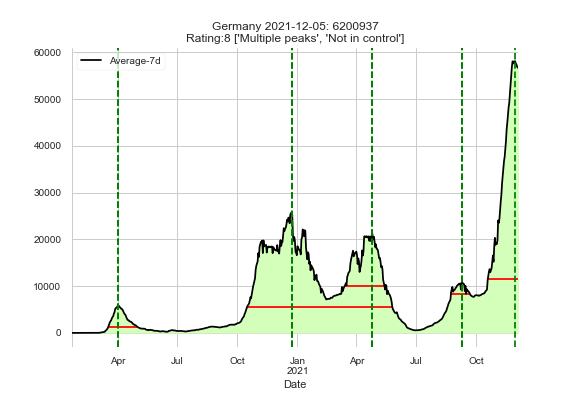 Germany 2021-12-05: 6200937
Rating:8 ['Multiple peaks', 'Not in control']
60000
Average-7d
50000
40000
30000
20000
10000
0
Apr Jul Oct Jan Apr Jul Oct
2021
Date